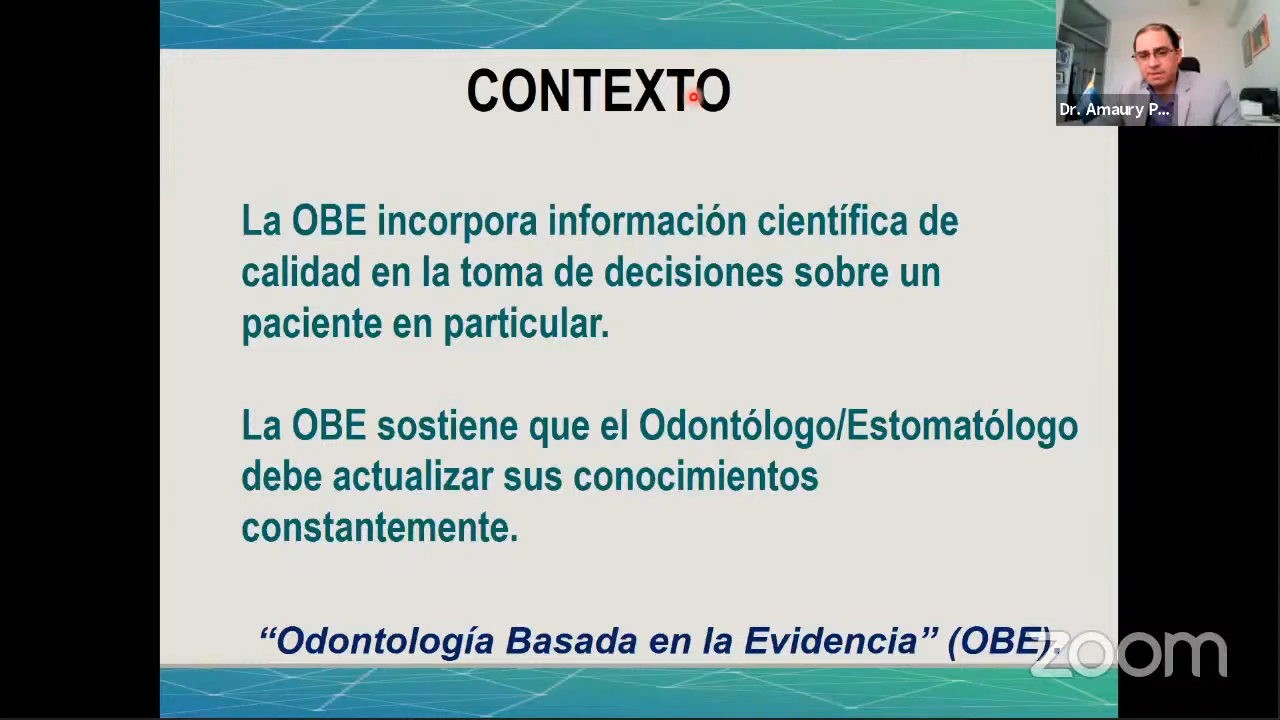 CONTEXTO
Dr. Amaury P...
La OBE incorpora información científica de
calidad en la toma de decisiones sobre un
paciente en particular.
La OBE sostiene que el Odontólogo/Estomatólogo
debe actualizar sus conocimientos
constantemente.
“Odontología Basada en la Evidencia” (OBE).
zoom